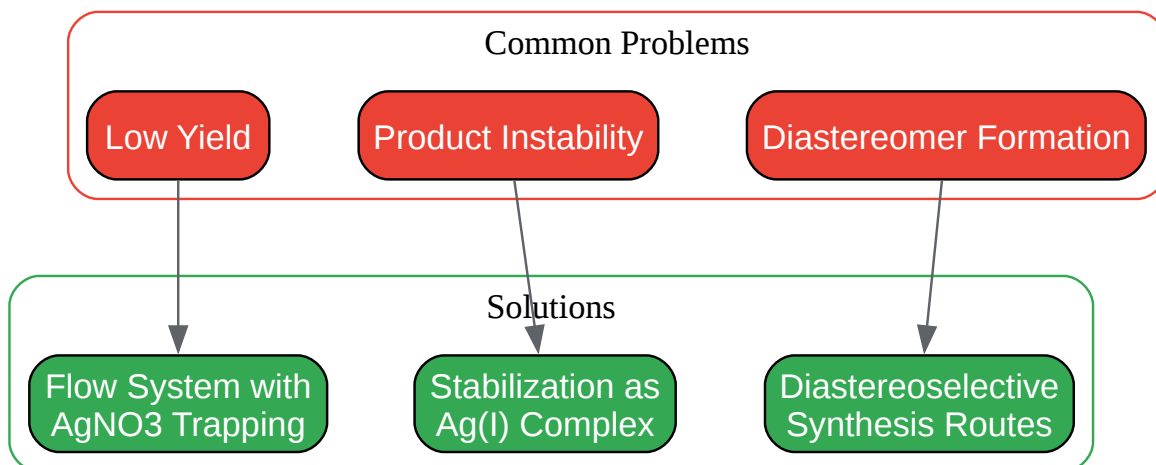 Common Problems
Low Yield
Product Instability
Diastereomer Formation
Solutions
Flow System with
AgNO3 Trapping
Stabilization as
Ag(I) Complex
Diastereoselective
Synthesis Routes